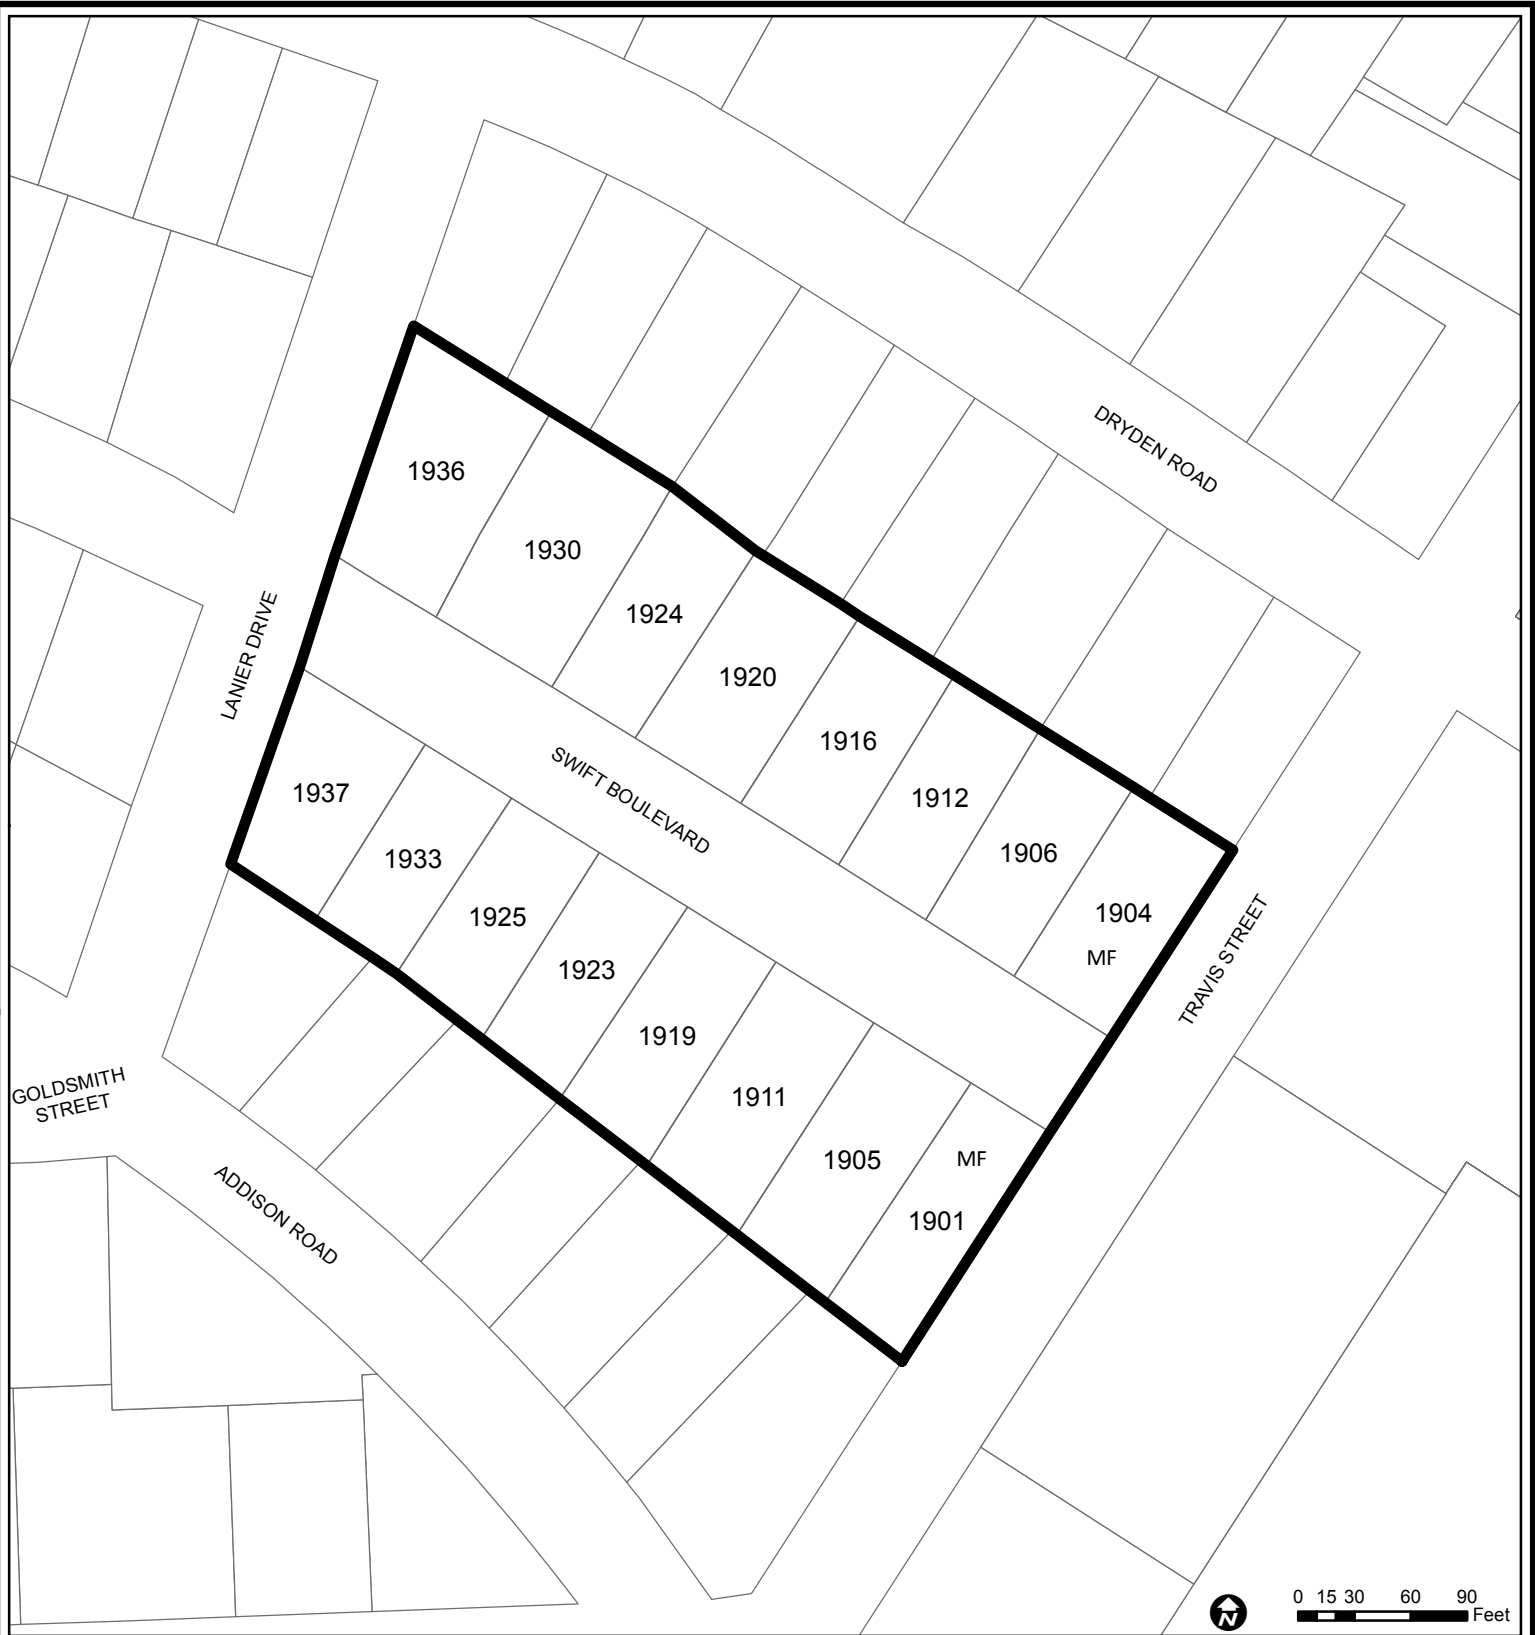 DRYDEN ROAD
1936
1930
1924
LANIER DRIVE
1920
1916
SWIFT BOULEVARD
1937
1912
1933
1906
1925
1904
MF
TRAVIS STREET
1923
1919
GOLDSMITH
STREET
1911
1905
MF
ADDISON ROAD
1901
N
0 15 30 60 90
Feet